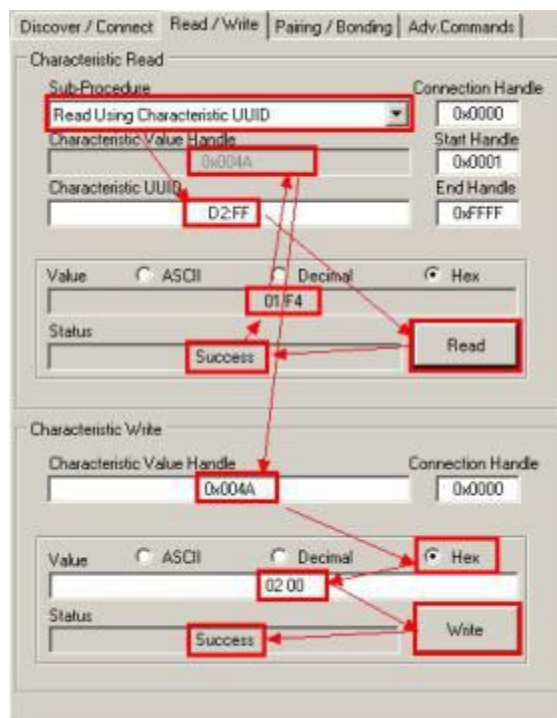 Discover / Connect Read / Write Pairing / Bonding Adv.Commands
Characteristic Read
Sub-Procedure Connection Handle
Read Using Characteristic UUID 0x0000
Characteristic Value Handle Start Handle
0x004A 0x0001
Characteristic UUID End Handle
D2:FF 0xFFFF
Value ASCII Decimal Hex
01 F4
Status
Success Read
Characteristic Write
Characteristic Value Handle Connection Handle
0x004A 0x0000
Value ASCII Decimal Hex
02 00
Status
Success Write